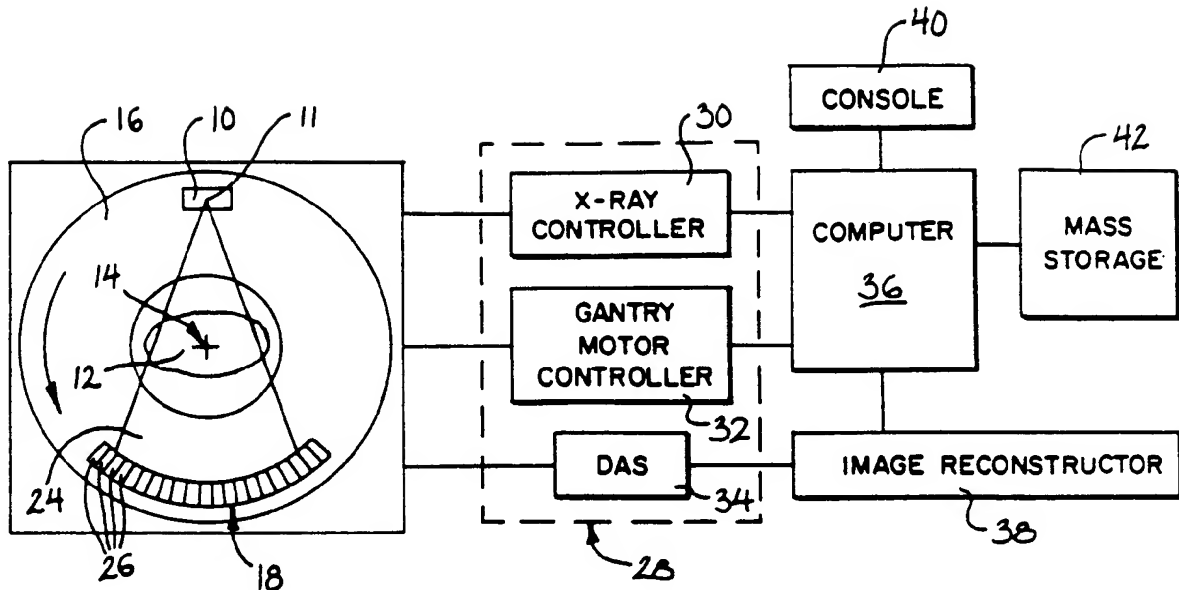 40
CONSOLE
16
10
11
30
42
X-RAY
CONTROLLER
COMPUTER
36
MASS
STORAGE
14
12
GANTRY
MOTOR
CONTROLLER
32
24
26
18
DAS
34
IMAGE RECONSTRUCTOR
38
28